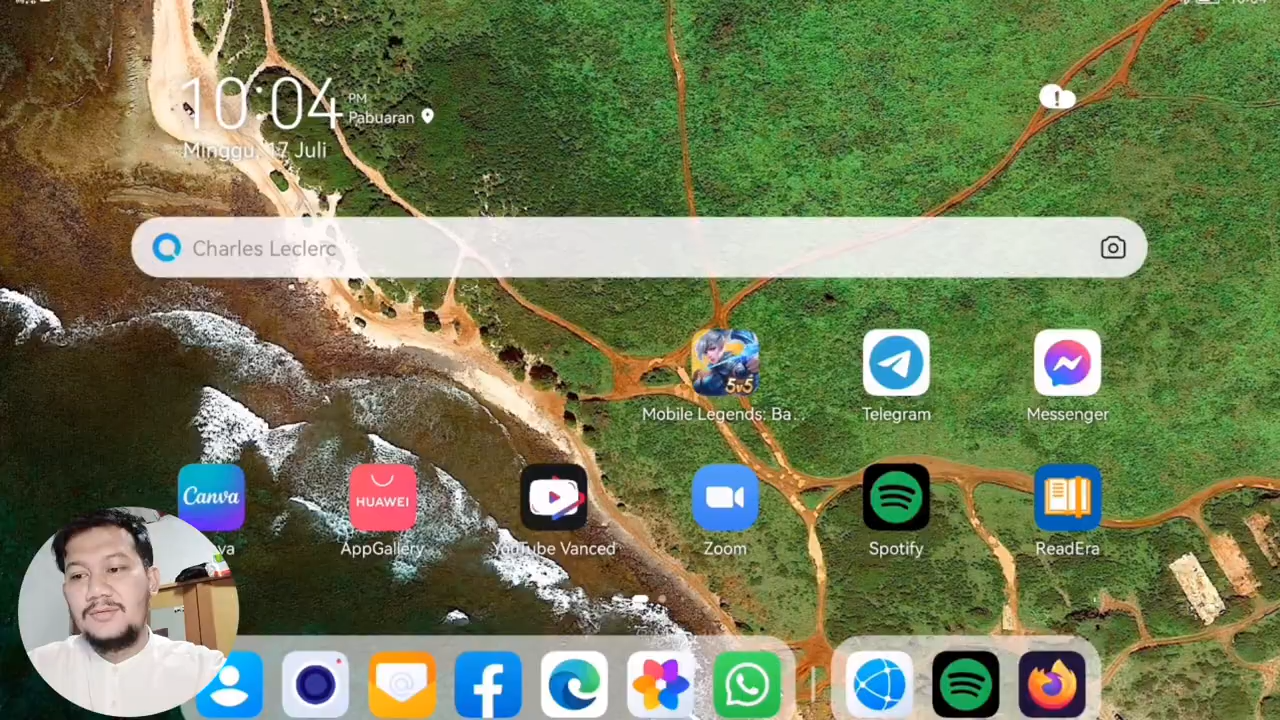 10:04 PM
Pabuaran
Minggu, 17 Juli
Charles Leclerc
5v5
Mobile Legends: Ba...
Telegram
Messenger
Canva
HUAWEI
AppGallery
YouTube Vanced
Zoom
Spotify
ReadEra